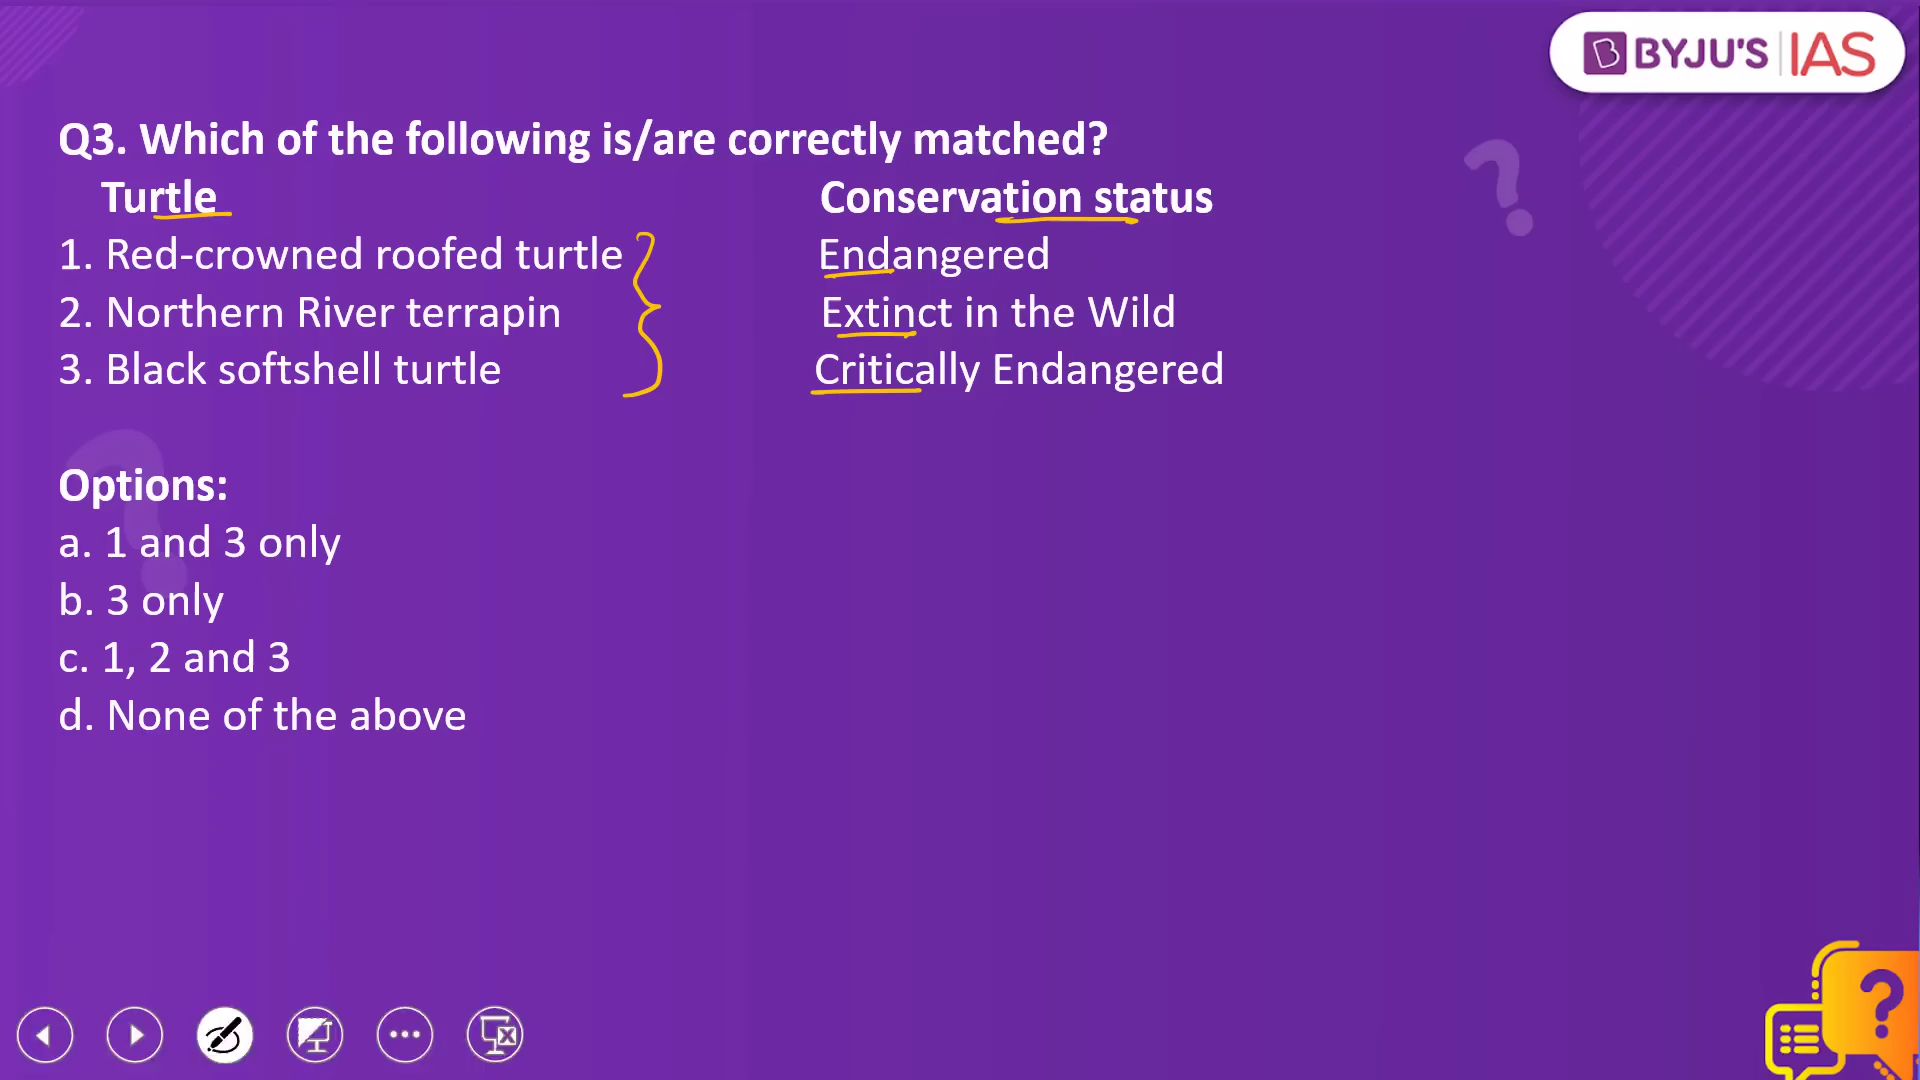 BYJU'S IAS
Q3. Which of the following is/are correctly matched?
Turtle Conservation status
1. Red-crowned roofed turtle Endangered
2. Northern River terrapin Extinct in the Wild
3. Black softshell turtle Critically Endangered
Options:
a. 1 and 3 only
b. 3 only
c. 1, 2 and 3
d. None of the above